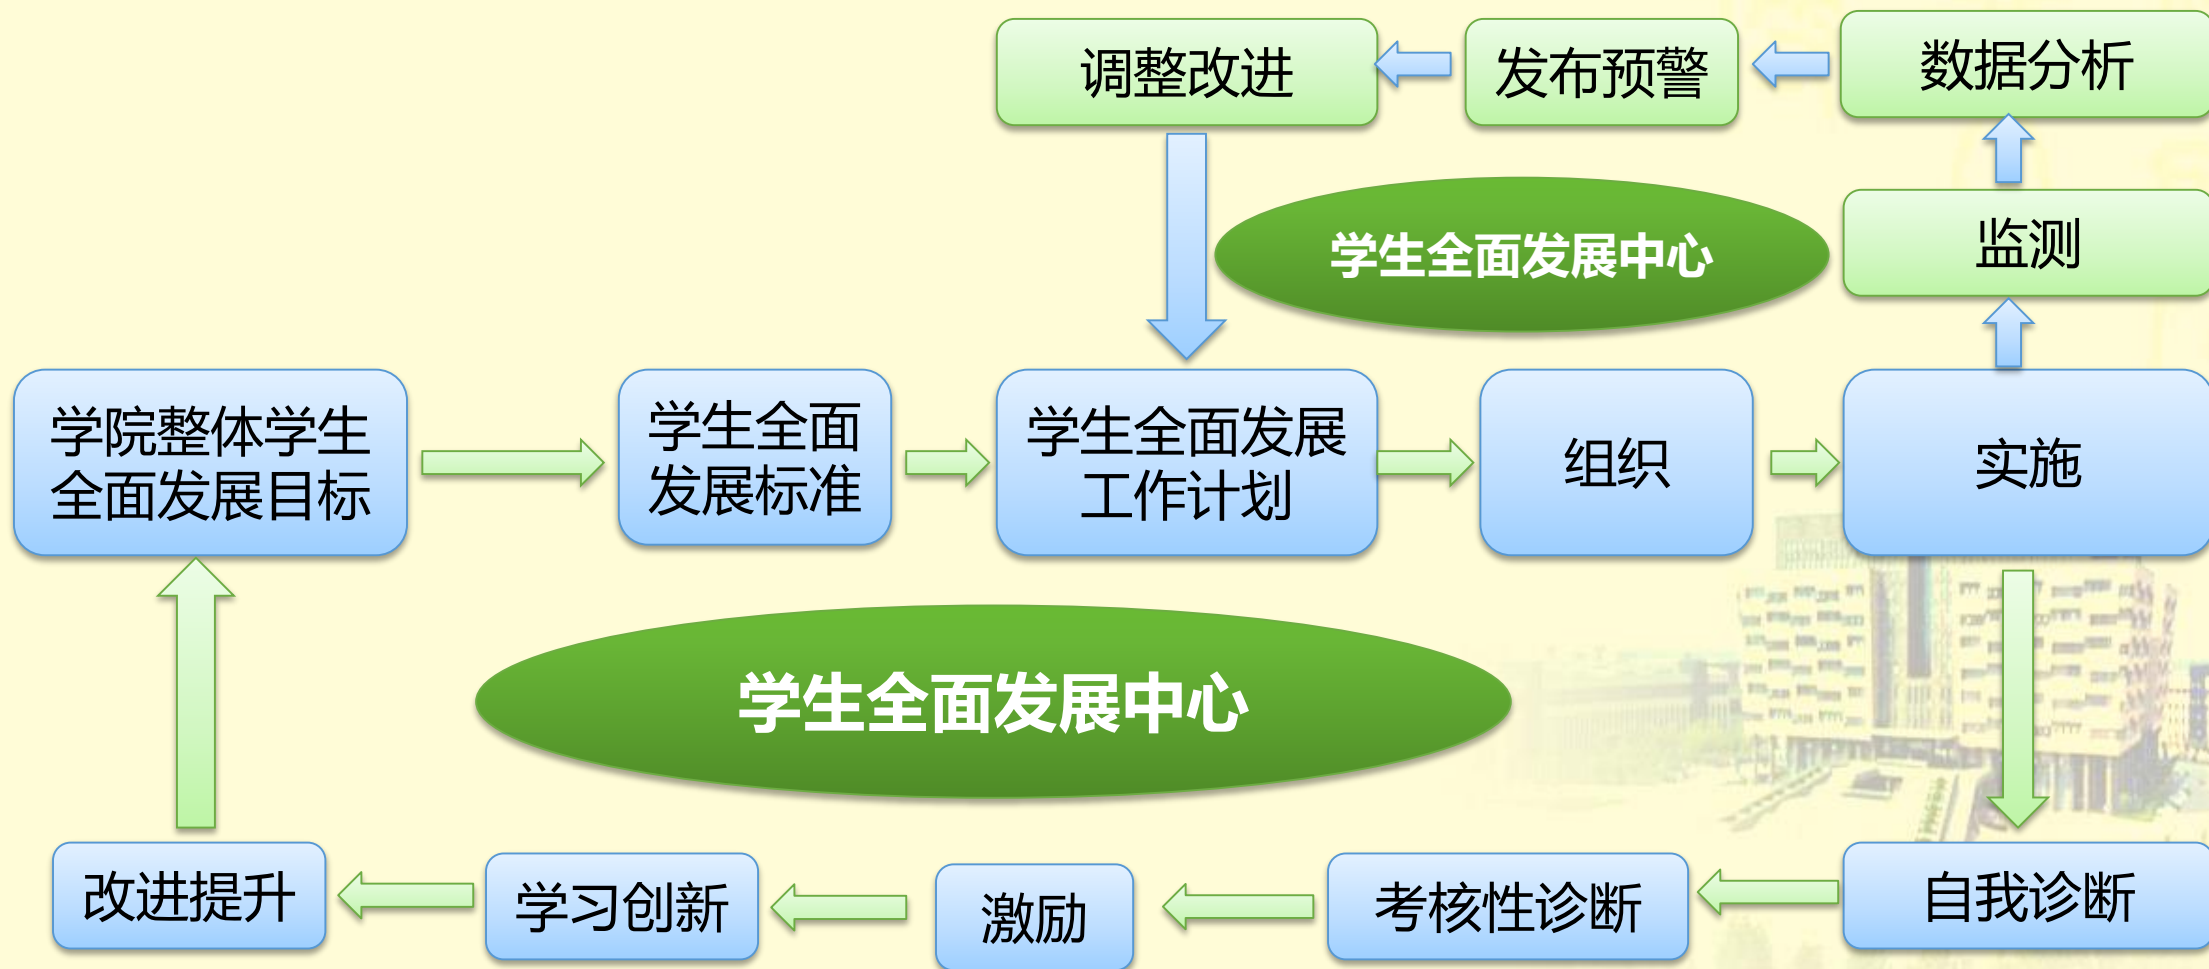 调整改进
发布预警
数据分析
学生全面发展中心
监测
学院整体学生
全面发展目标
学生全面
发展标准
学生全面发展
工作计划
组织
实施
学生全面发展中心
改进提升
学习创新
激励
考核性诊断
自我诊断